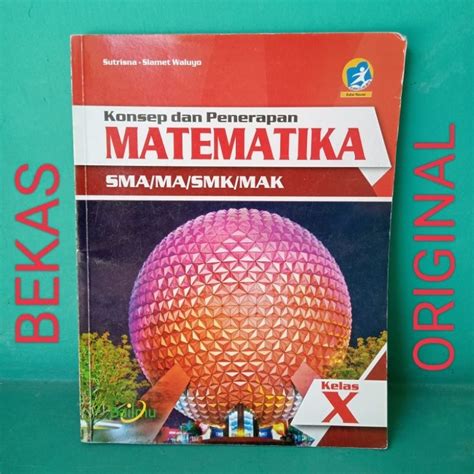 Sutrisna - Slamet Waluyo
Konsep dan Penerapan
MATEMATIKA
SMA/MA/SMK/MAK
Kelas
X
BEKAS
ORIGINAL